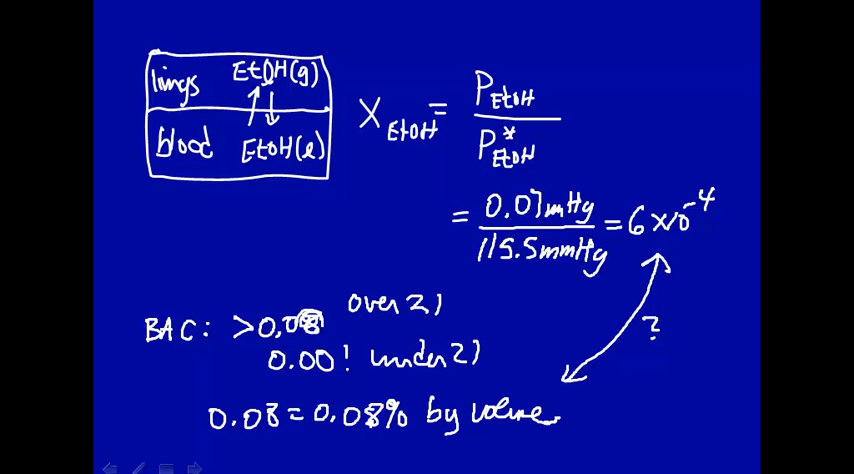 lungs EtOH(g)
blood EtOH(l)
X EtOH = P EtOH / P* EtOH
= 0.07mmHg / 115.5mmHg = 6 x 10^-4
BAC: >0.08 over 21
0.00! under 21
?
0.08 = 0.08% by volume